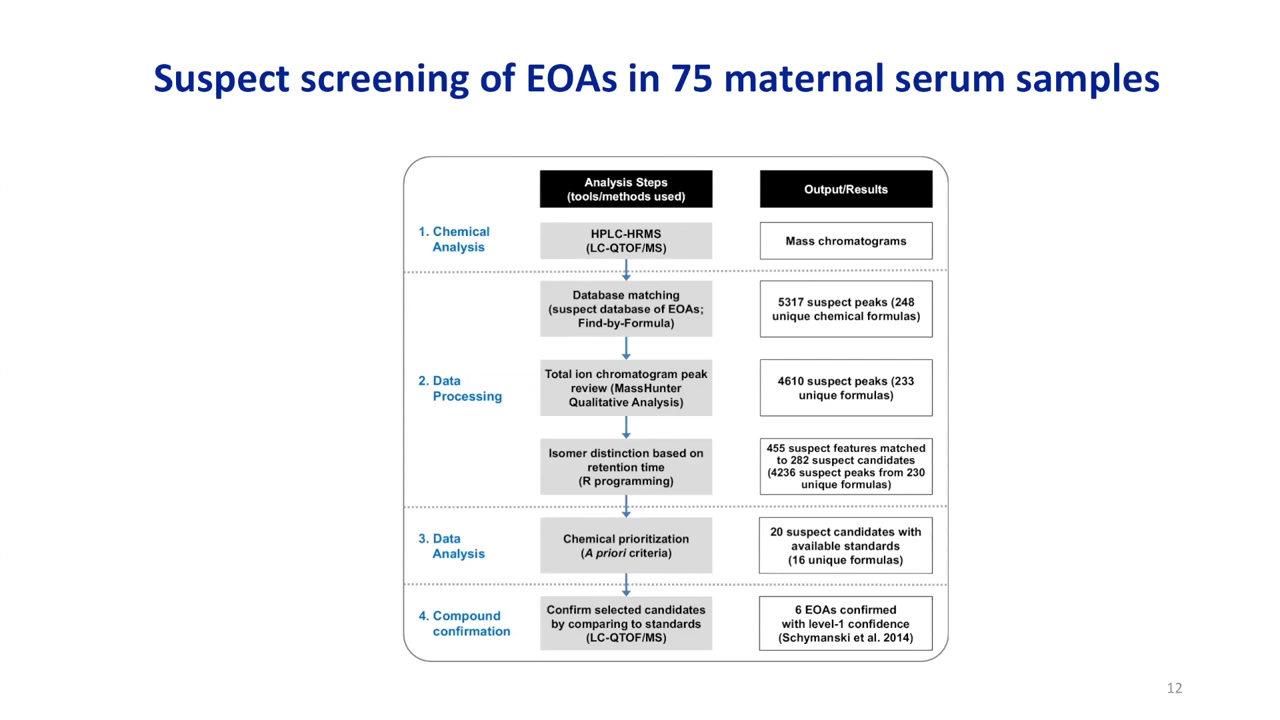 Suspect screening of EOAs in 75 maternal serum samples
Analysis Steps
(tools/methods used)
Output/Results
1. Chemical
Analysis
HPLC-HRMS
(LC-QTOF/MS)
Mass chromatograms
2. Data
Processing
Database matching
(suspect database of EOAs;
Find-by-Formula)
5317 suspect peaks (248
unique chemical formulas)
Total ion chromatogram peak
review (MassHunter
Qualitative Analysis)
4610 suspect peaks (233
unique formulas)
Isomer distinction based on
retention time
(R programming)
455 suspect features matched
to 282 suspect candidates
(4236 suspect peaks from 230
unique formulas)
3. Data
Analysis
Chemical prioritization
(A priori criteria)
20 suspect candidates with
available standards
(16 unique formulas)
4. Compound
confirmation
Confirm selected candidates
by comparing to standards
(LC-QTOF/MS)
6 EOAs confirmed
with level-1 confidence
(Schymanski et al. 2014)
12